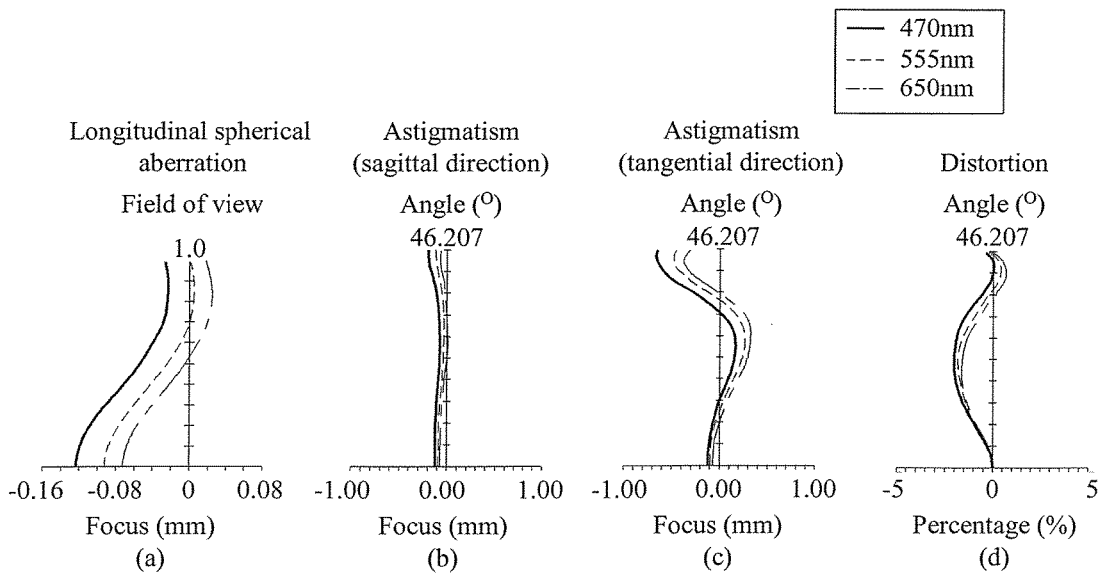 470nm
555nm
650nm
Longitudinal spherical
aberration
Field of view
1.0
-0.16 -0.08 0 0.08
Focus (mm)
(a)
Astigmatism
(sagittal direction)
Angle (O)
46.207
-1.00 0.00 1.00
Focus (mm)
(b)
Astigmatism
(tangential direction)
Angle (O)
46.207
-1.00 0.00 1.00
Focus (mm)
(c)
Distortion
Angle (O)
46.207
-5 0 5
Percentage (%)
(d)